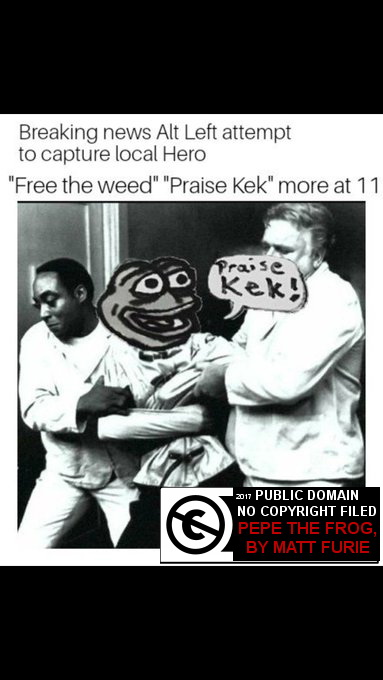 Breaking news Alt Left attempt
to capture local Hero
"Free the weed" "Praise Kek" more at 11
Praise
Kek!
2017 PUBLIC DOMAIN
NO COPYRIGHT FILED
PEPE THE FROG,
BY MATT FURIE